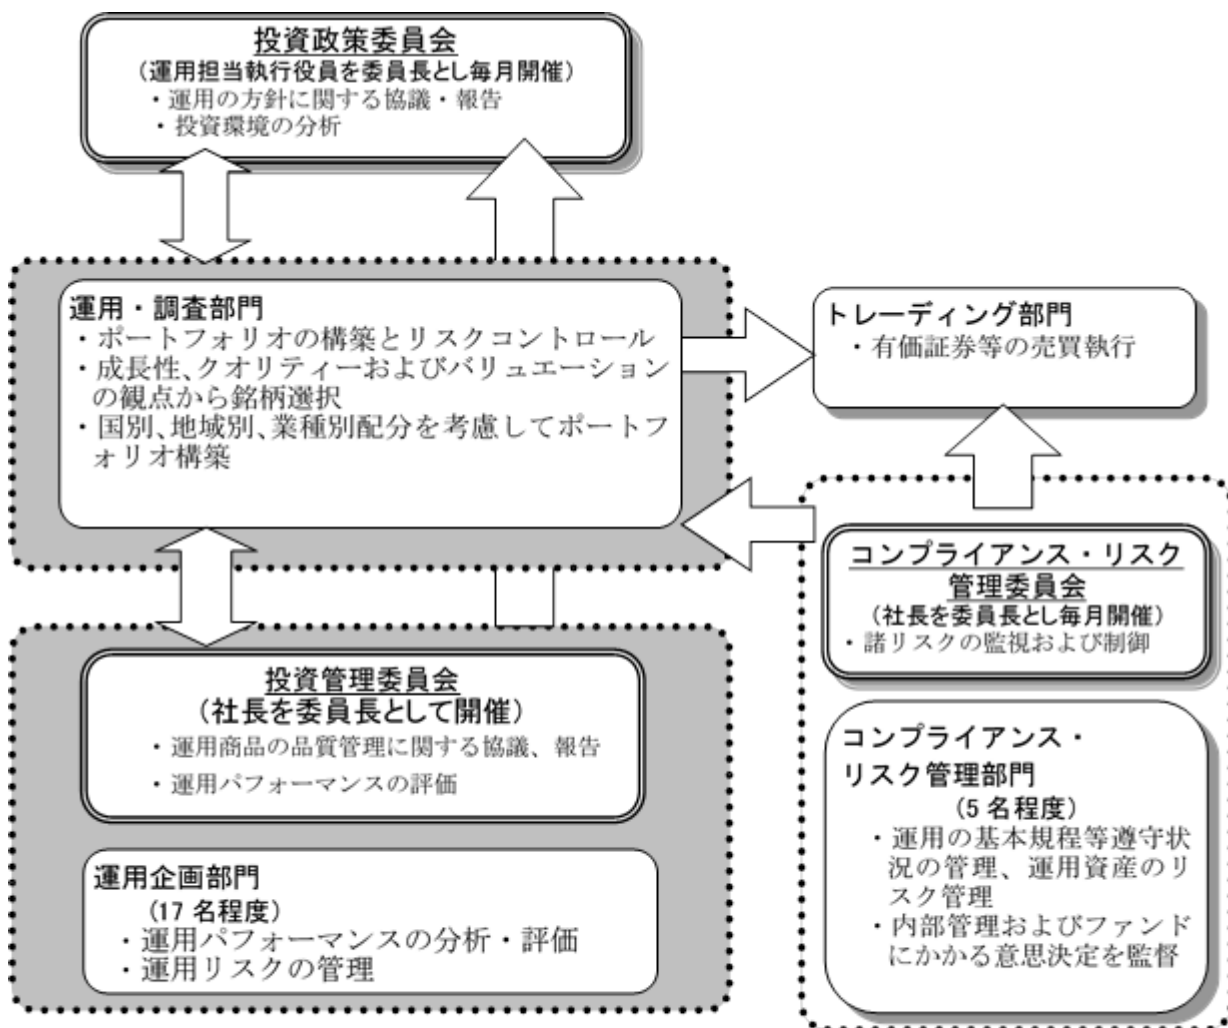 投資政策委員会
(運用担当執行役員を委員長とし毎月開催)
・運用の方針に関する協議・報告
・投資環境の分析
運用・調査部門
・ポートフォリオの構築とリスクコントロール
・成長性、クオリティーおよびバリュエーション
の観点から銘柄選択
・国別、地域別、業種別配分を考慮してポートフ
ォリオ構築
トレーディング部門
・有価証券等の売買執行
投資管理委員会
(社長を委員長として開催)
・運用商品の品質管理に関する協議、報告
・運用パフォーマンスの評価
運用企画部門
(17名程度)
・運用パフォーマンスの分析・評価
・運用リスクの管理
コンプライアンス・リスク
管理委員会
(社長を委員長とし毎月開催)
・諸リスクの監視および制御
コンプライアンス・
リスク管理部門
(5名程度)
・運用の基本規程等遵守状
況の管理、運用資産のリ
スク管理
・内部管理およびファンド
にかかる意思決定を監督